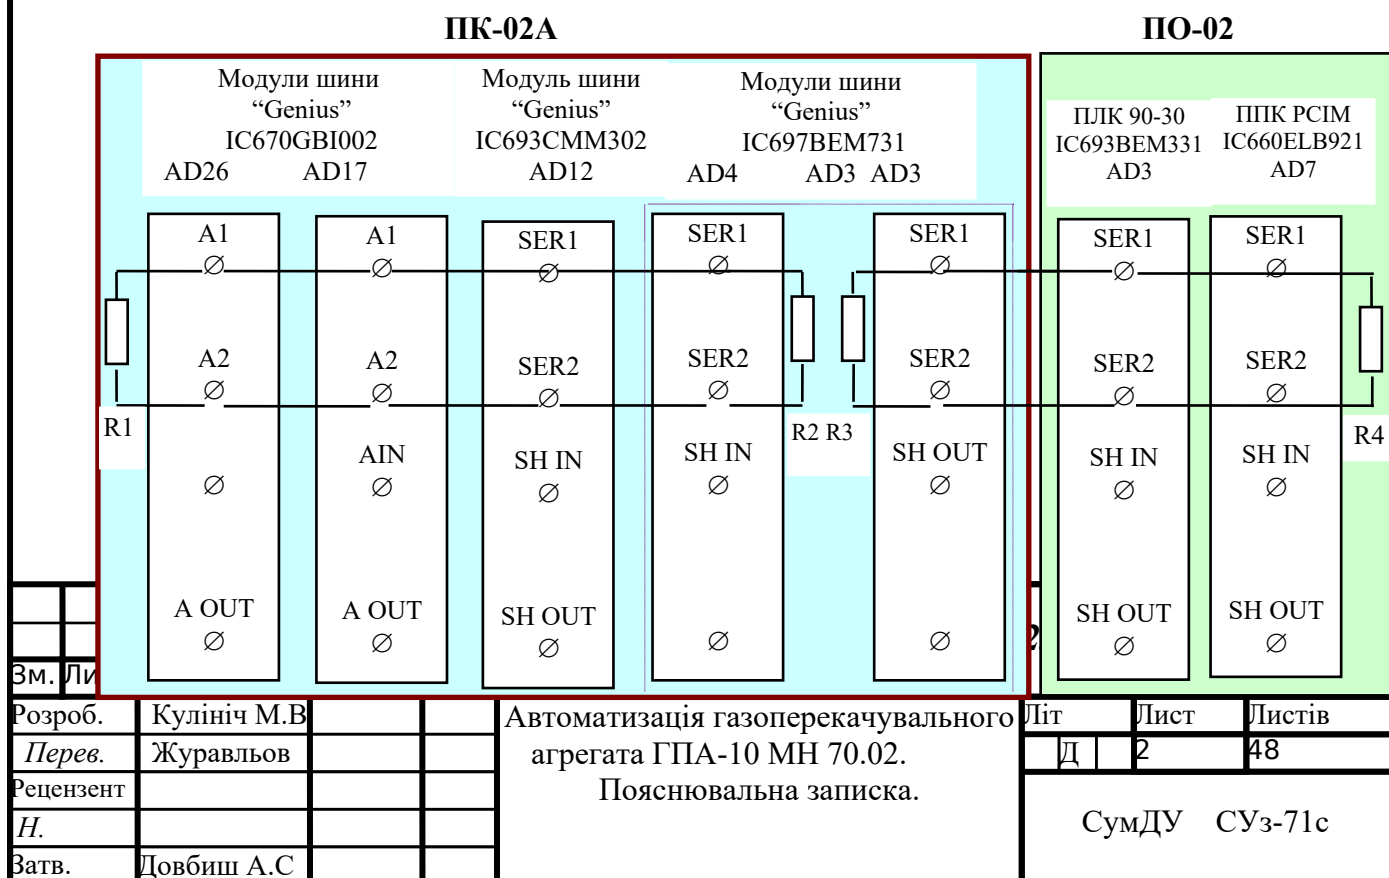 ПК-02А
ПО-02
Модули шини
“Genius”
IC670GBI002
AD26 AD17
Модуль шини
“Genius”
IC693CMM302
AD12
Модули шини
“Genius”
IC697BEM731
AD4 AD3 AD3
ПЛК 90-30
IC693BEM331
AD3
ППК PCIM
IC660ELB921
AD7
A1 A1 SER1 SER1 SER1 SER1 SER1
A2 A2 SER2 SER2 SER2 SER2 SER2
R1 R2 R3 R4
AIN SH IN SH IN SH OUT SH IN SH IN
A OUT A OUT SH OUT SH OUT SH OUT
Зм. Ли
Розроб. Кулініч М.В
Перев. Журавльов
Рецензент
Н.
Затв. Довбиш А.С
Автоматизація газоперекачувального
агрегата ГПА-10 МН 70.02.
Пояснювальна записка.
Літ Лист Листів
Д 2 48
СумДУ СУз-71с